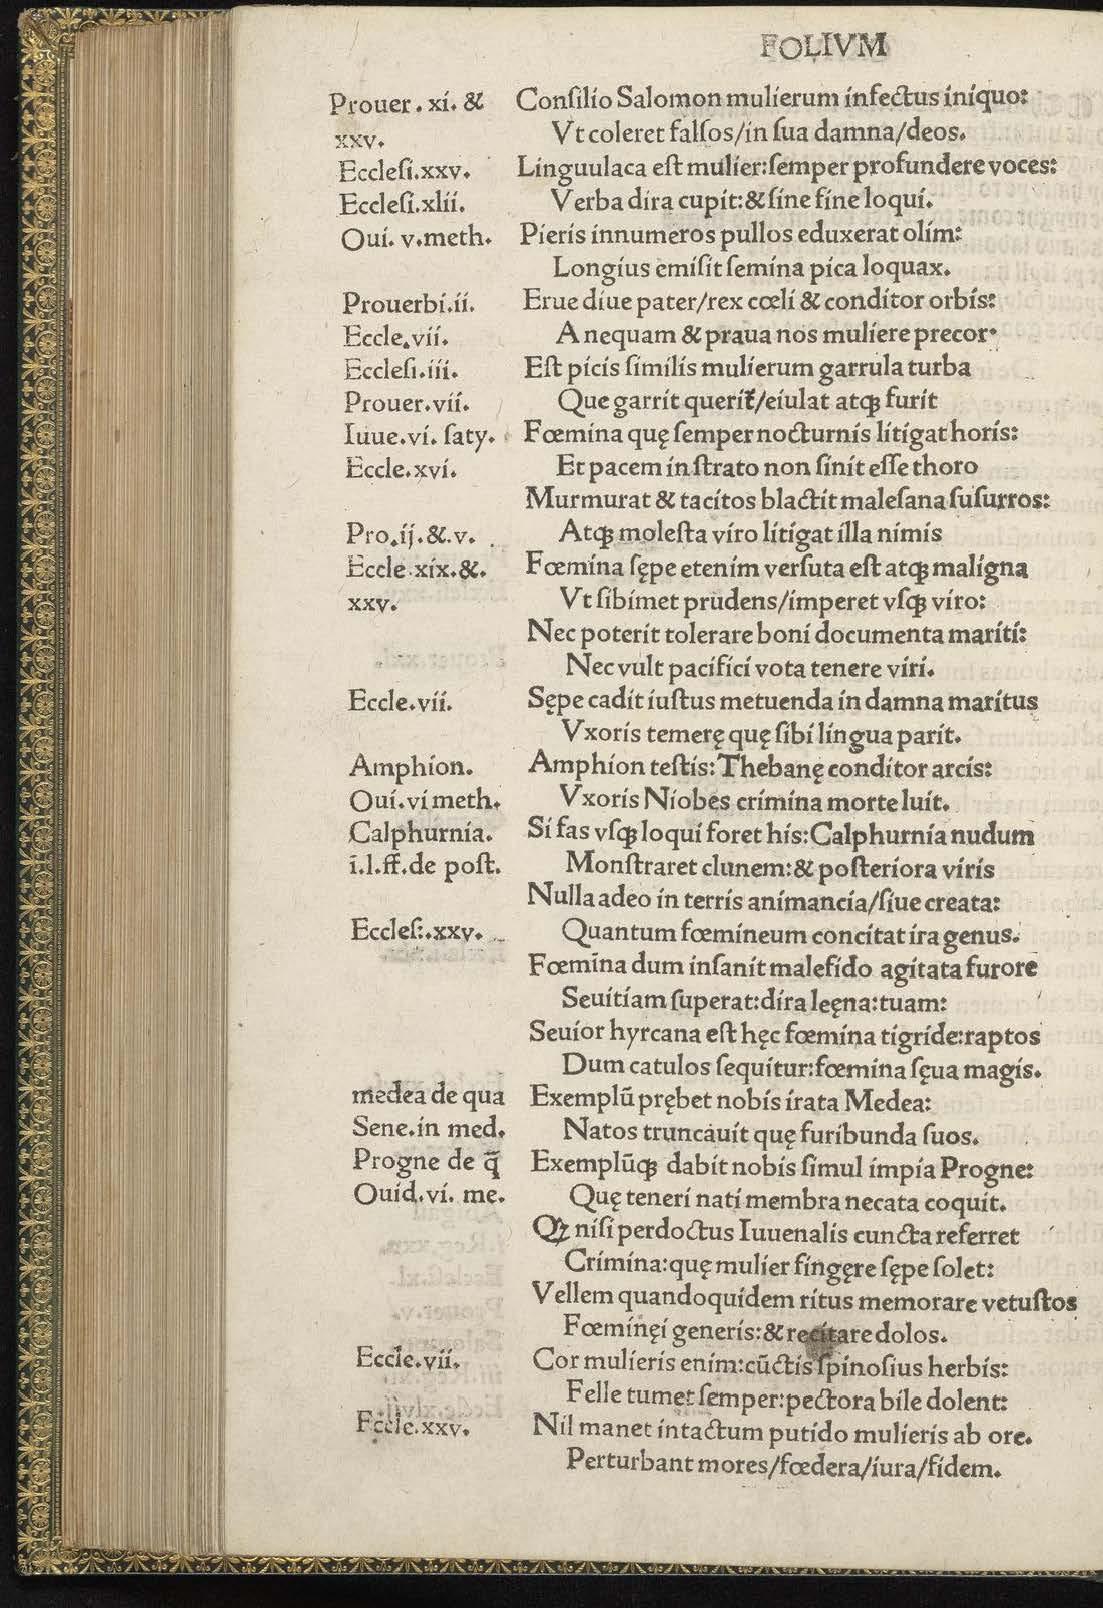 FOLIVM
Prouer . xi. & Conſilio Salomon mulierum infectus iniquo:
xxv. Vt coleret falſos/in ſua damna/deos.
Eccleſi.xxv. Linguulaca eſt mulier:ſemper profundere voces:
Eccleſi.xlii. Verba dira cupit:& ſine fine loqui.
Oui. v.meth. Pieris innumeros pullos eduxerat olim:
Longius emiſit ſemina pica loquax.
Prouerbi.ii. Erue diue pater/rex cœli & conditor orbis:
Eccle.vii. A nequam & praua nos muliere precor.
Eccleſi.iii. Eſt picis ſimilis mulierum garrula turba
Prouer.vii. Que garrit querit᷑/eiulat atqꝫ furit
Iuue.vi. ſaty. Fœmina quę ſemper nocturnis litigat horis:
Eccle.xvi. Et pacem in ſtrato non ſinit eſſe thoro
Murmurat & tacitos blactit maleſana ſuſurros:
Pro.ij.&.v. Atqꝫ moleſta viro litigat illa nimis
Eccle.xix.&. Fœmina ſępe etenim verſuta eſt atqꝫ maligna
xxv. Vt ſibimet prudens/imperet vſqꝫ viro:
Nec poterit tolerare boni documenta mariti:
Nec vult pacifici vota tenere viri.
Eccle.vii. Sępe cadit iuſtus metuenda in damna maritus
Vxoris temerę quę ſibi lingua parit.
Amphion. Amphion teſtis:Thebanę conditor arcis:
Oui.vi meth. Vxoris Niobes crimina morte luit.
Calphurnia. Si fas vſqꝫ loqui foret his:Calphurnia nudum
ī.l.ff.de poſt. Monſtraret clunem:& poſteriora viris
Nulla adeo in terris animancia/ſiue creata:
Eccleſ:.xxv. Quantum fœmineum concitat ira genus.
Fœmina dum inſanit malefido agitata furore
Seuitiam ſuperat:dira leęna:tuam:
Seuior hyrcana eſt hęc fœmina tigride:raptos
Dum catulos ſequitur:fœmina ſęua magis.
medea de qua Exemplū prębet nobis irata Medea:
Sene.in med. Natos truncauit quę furibunda ſuos.
Progne de q̄ Exemplūqꝫ dabit nobis ſimul impia Progne:
Ouid.vi. me. Quę teneri nati membra necata coquit.
Qꝫ niſi perdoctus Iuuenalis cuncta referret
Crimina:quę mulier fingęre ſępe ſolet:
Vellem quandoquidem ritus memorare vetuſtos
Fœminęi generis:& recitare dolos.
Eccle.vii. Cor mulieris enim:cūctis ſpinoſius herbis:
Felle tumet ſemper:pectora bile dolent:
Eccle.xxv. Nil manet intactum putido mulieris ab ore.
Perturbant mores/fœdera/iura/fidem.